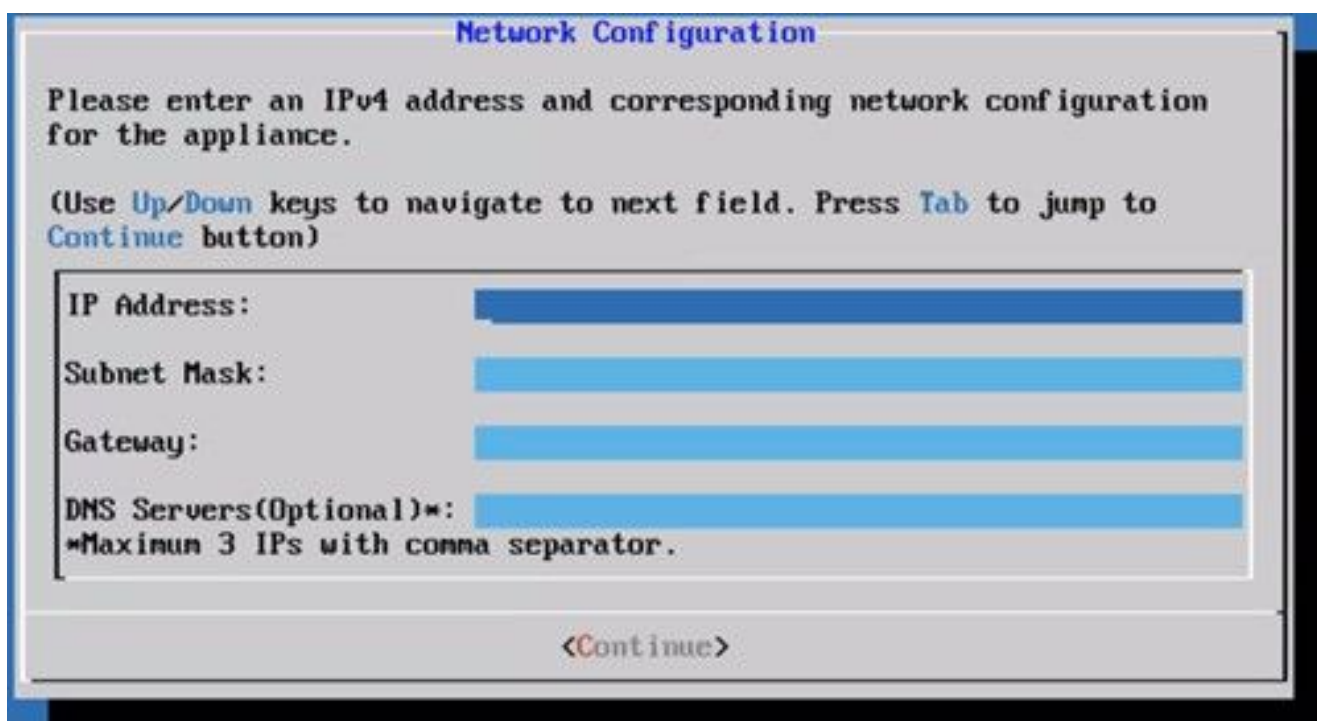 Network Configuration
Please enter an IPv4 address and corresponding network configuration
for the appliance.
(Use Up/Down keys to navigate to next field. Press Tab to jump to
Continue button)
IP Address:
Subnet Mask:
Gateway:
DNS Servers(Optional)*:
*Maximum 3 IPs with comma separator.
<Continue>